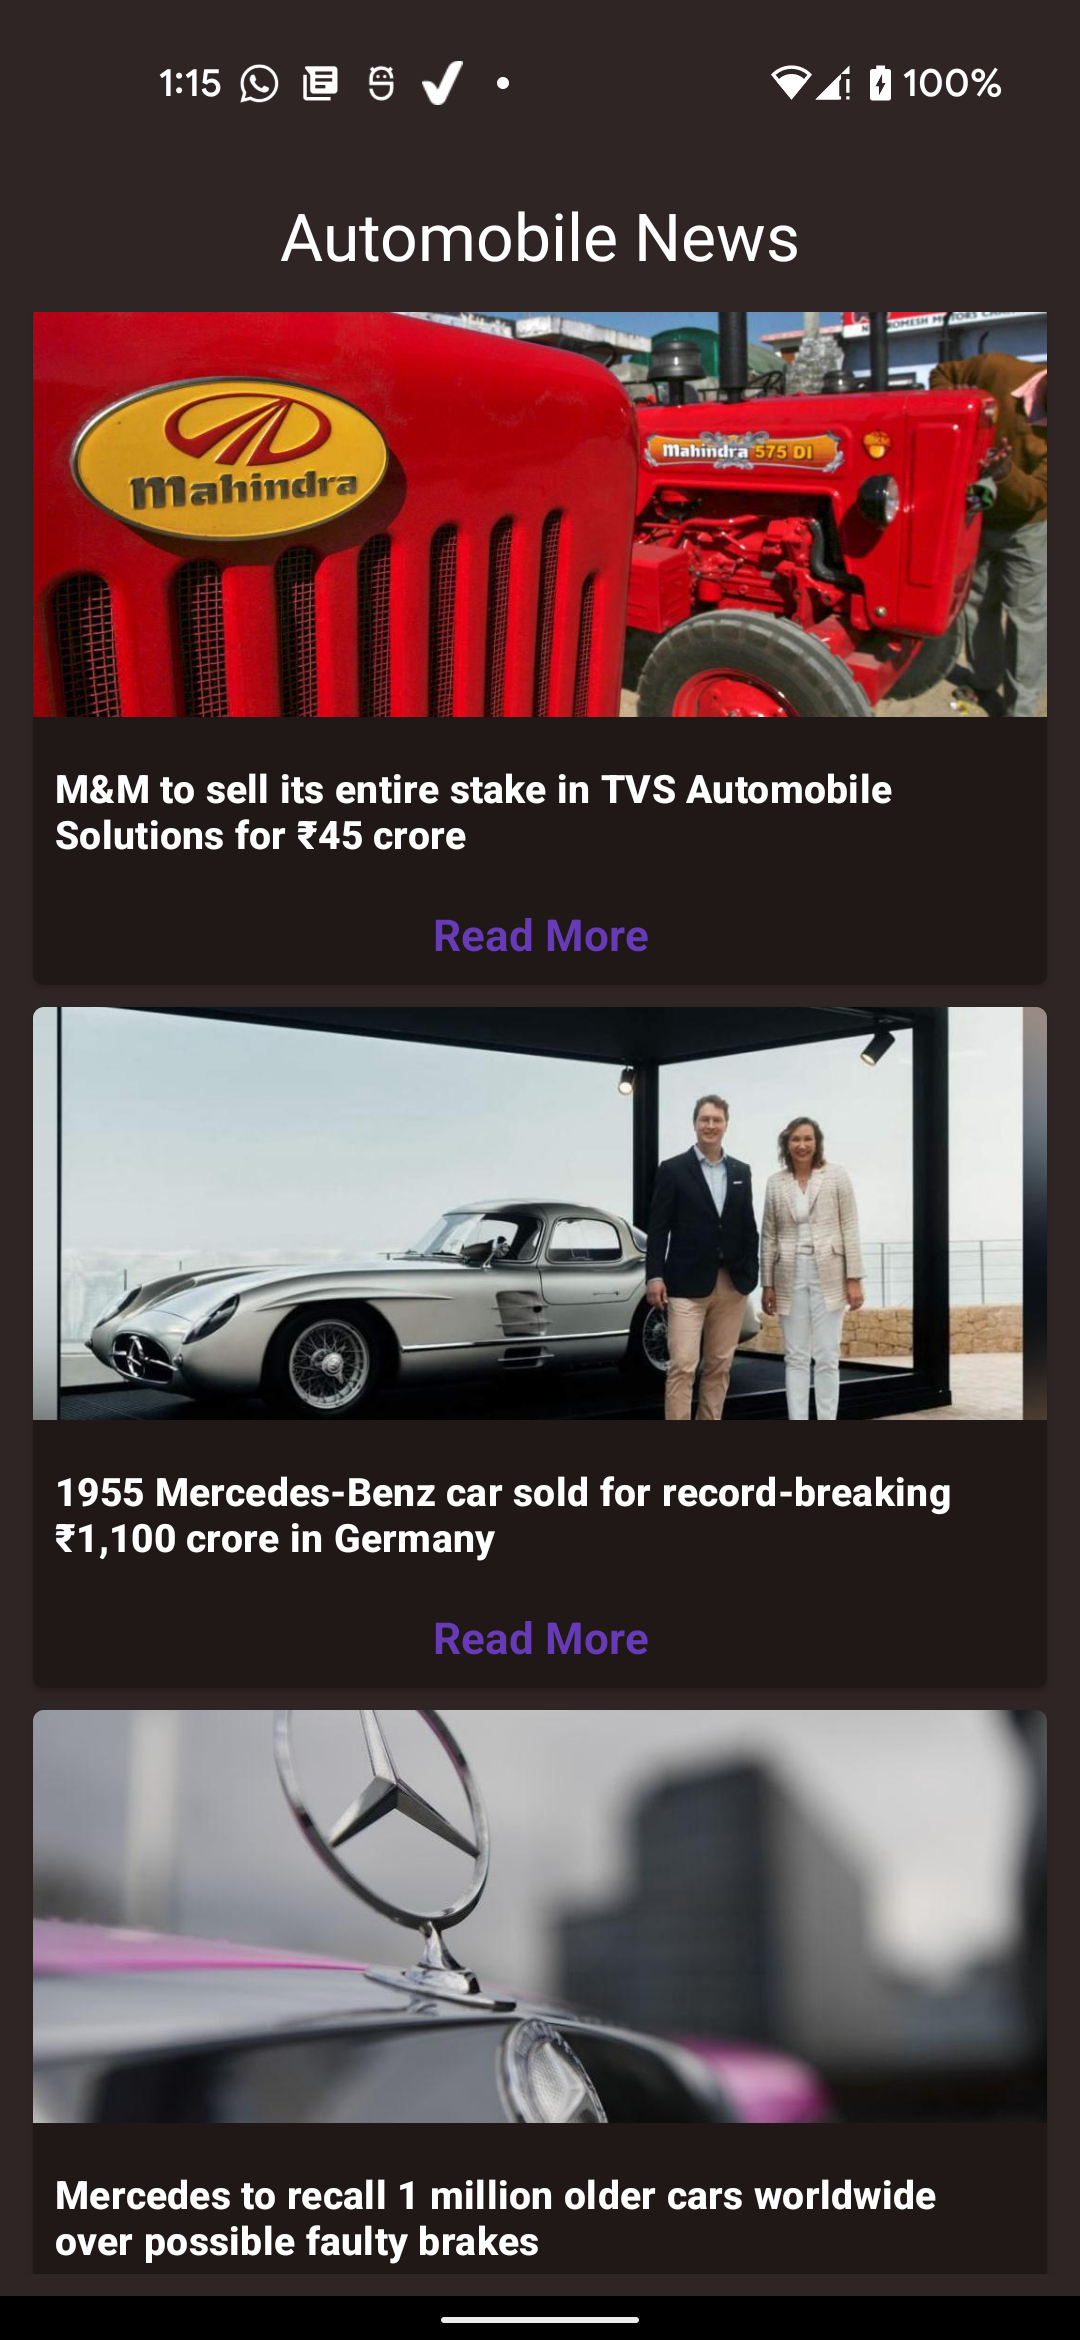 1:15
100%
Automobile News
Mahindra
Mahindra 575 DI
M&M to sell its entire stake in TVS Automobile
Solutions for ₹45 crore
Read More
1955 Mercedes-Benz car sold for record-breaking
₹1,100 crore in Germany
Read More
Mercedes to recall 1 million older cars worldwide
over possible faulty brakes